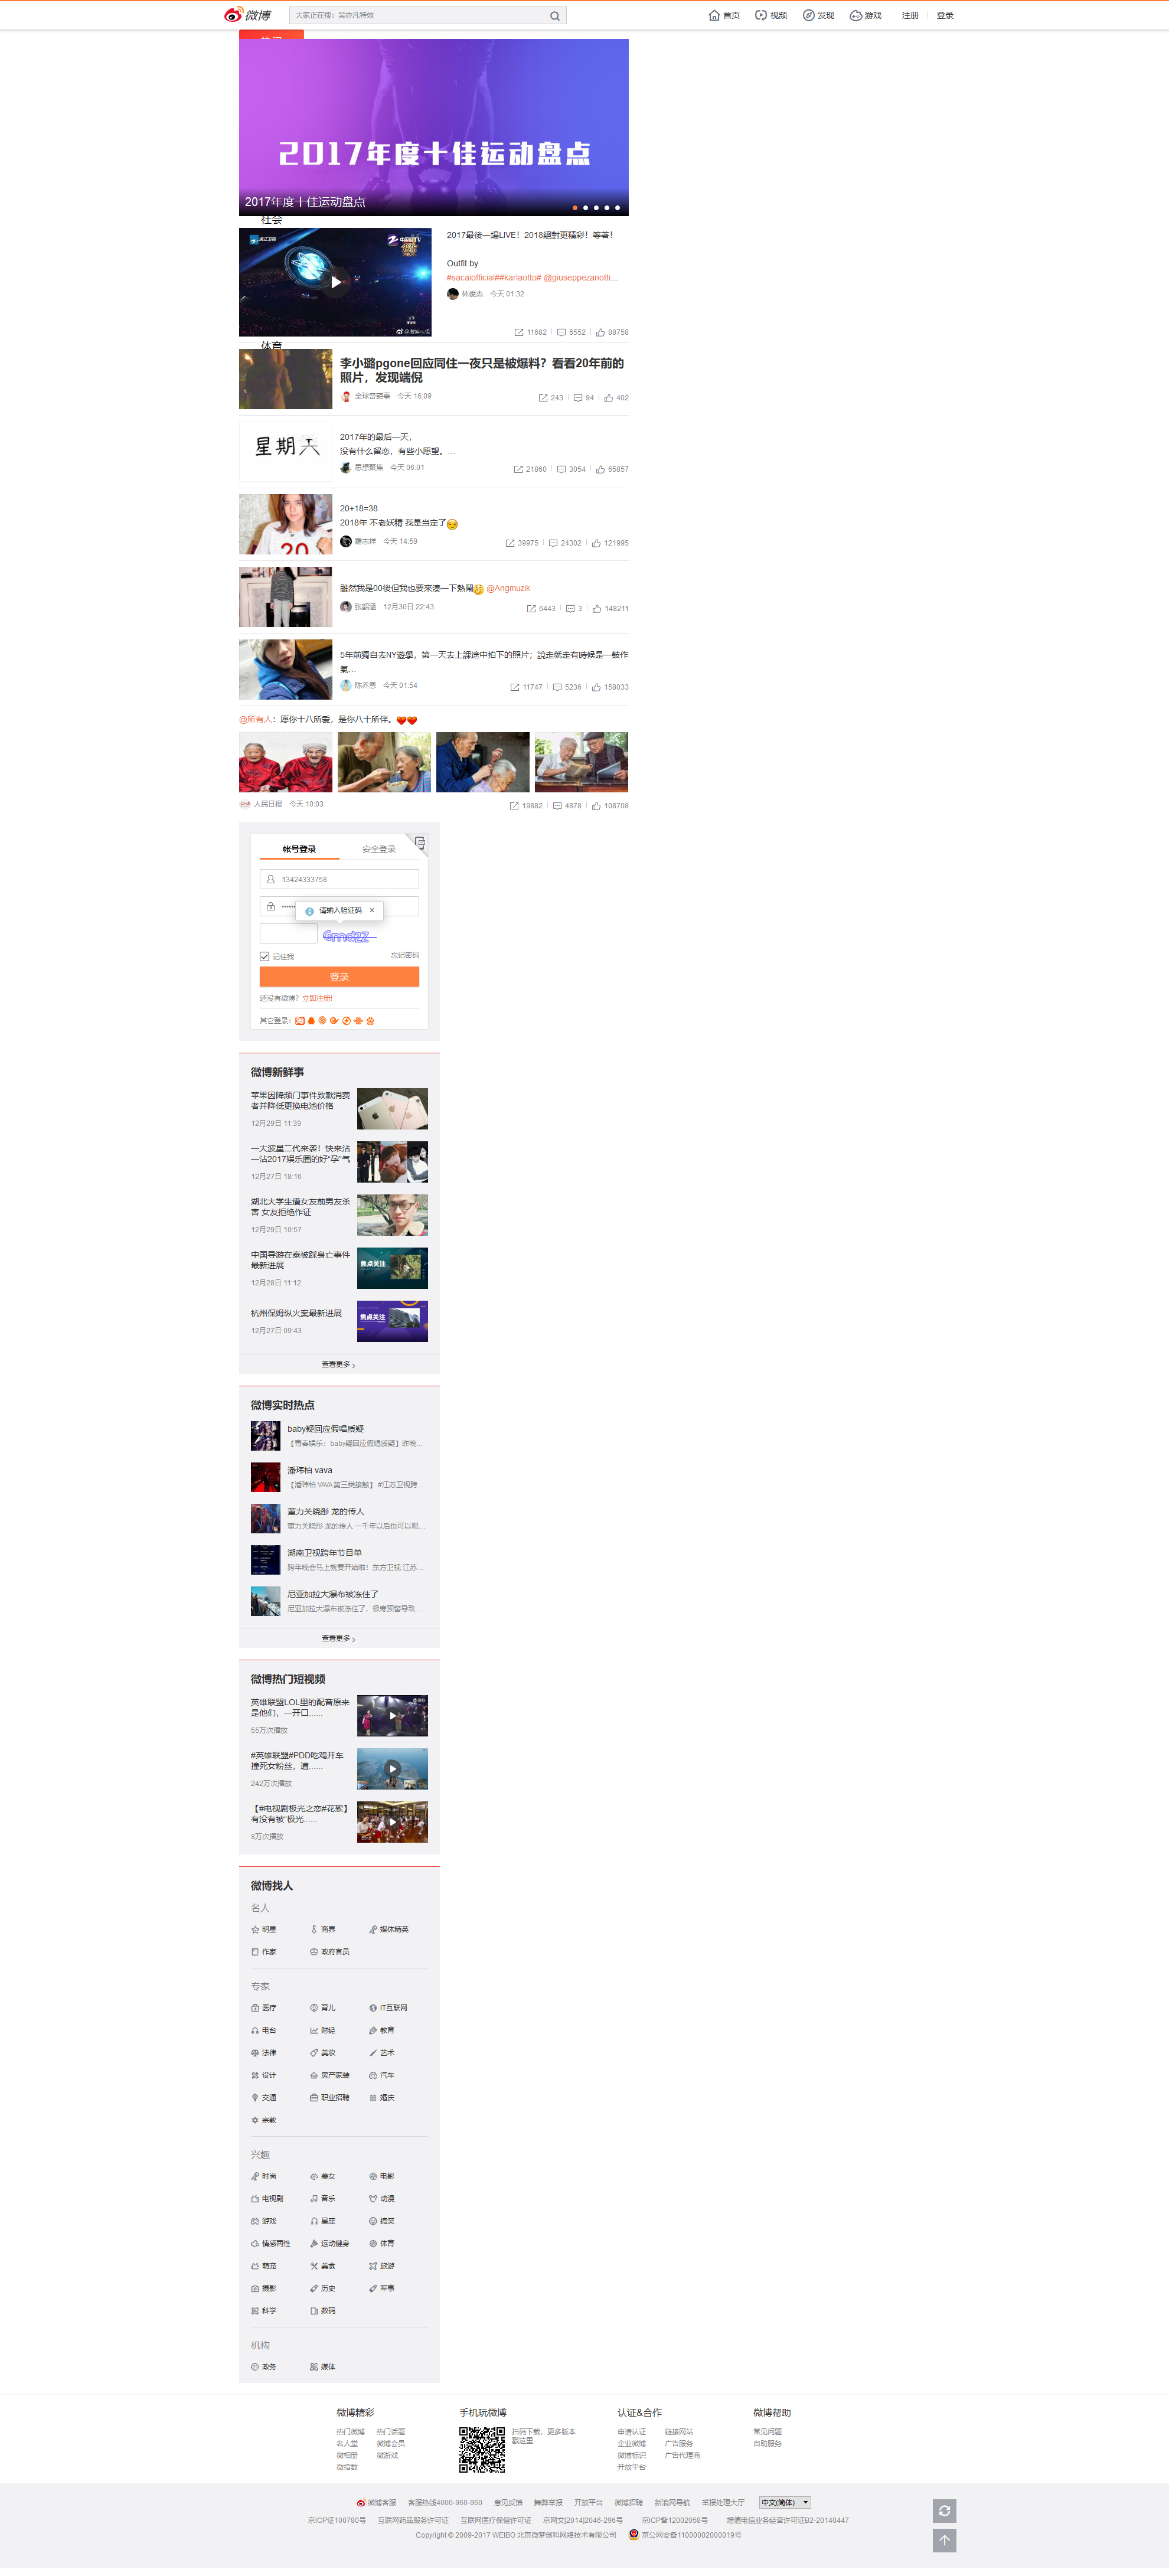 微博
大家正在搜：吴亦凡特效
首页
视频
发现
游戏
注册
登录
2017年度十佳运动盘点
2017年度十佳运动盘点
社会
2017最後一場LIVE！2018絕對更精彩！等著！
Outfit by
#sacaiofficial##karlaotto# @giuseppezanotti...
林俊杰 今天 01:32
11682 6552 88758
体育
李小璐pgone回应同住一夜只是被爆料？看看20年前的
照片，发现端倪
全球奇葩事 今天 16:09
243 94 402
星期天
2017年的最后一天，
没有什么留恋，有些小愿望。...
思想聚焦 今天 06:01
21860 3054 65857
20+18=38
2018年 不老妖精 我是当定了
羅志祥 今天 14:59
39975 24302 121995
雖然我是00後但我也要來湊一下熱鬧 @Angmuzik
张韶涵 12月30日 22:43
6443 3 148211
5年前獨自去NY遊學，第一天去上課途中拍下的照片；說走就走有時候是一鼓作
氣...
陈乔恩 今天 01:54
11747 5236 158033
@所有人：愿你十八所爱，是你八十所伴。
人民日报 今天 10:03
19882 4878 108708
帐号登录 安全登录
13424333758
请输入验证码
记住我 忘记密码
登录
还没有微博？立即注册!
其它登录：
微博新鲜事
苹果因降频门事件致歉消费
者并降低更换电池价格
12月29日 11:39
一大波星二代来袭！快来沾
一沾2017娱乐圈的好“孕”气
12月27日 18:16
湖北大学生遭女友前男友杀
害 女友拒绝作证
12月29日 10:57
中国导游在泰被踩身亡事件
最新进展
12月28日 11:12
焦点关注
杭州保姆纵火案最新进展
12月27日 09:43
焦点关注
查看更多
微博实时热点
baby疑回应假唱质疑
【青春娱乐：baby疑回应假唱质疑】昨晚...
潘玮柏 vava
【潘玮柏 VAVA 第三类接触】 #江苏卫视跨...
董力关晓彤 龙的传人
董力关晓彤 龙的传人 一千年以后也可以呢...
湖南卫视跨年节目单
跨年晚会马上就要开始啦！东方卫视 江苏...
尼亚加拉大瀑布被冻住了
尼亚加拉大瀑布被冻住了，极寒预警导致...
查看更多
微博热门短视频
英雄联盟LOL里的配音原来
是他们，一开口......
55万次播放
#英雄联盟#PDD吃鸡开车
撞死女粉丝，遭......
242万次播放
【#电视剧极光之恋#花絮】
有没有被“极光......
8万次播放
微博找人
名人
明星 商界 媒体精英
作家 政府官员
专家
医疗 育儿 IT互联网
电台 财经 教育
法律 美妆 艺术
设计 房产家装 汽车
交通 职业招聘 婚庆
宗教
兴趣
时尚 美女 电影
电视剧 音乐 动漫
游戏 星座 搞笑
情感两性 运动健身 体育
萌宠 美食 旅游
摄影 历史 军事
科学 数码
机构
政务 媒体
微博精彩 手机玩微博 认证&合作 微博帮助
热门微博 热门话题 扫码下载，更多版本 申请认证 链接网站 常见问题
名人堂 微博会员 戳这里 企业微博 广告服务 自助服务
微相册 微游戏 微博标识 广告代理商
微指数 开放平台
微博客服 客服热线4000-960-960 意见反馈 舞弊举报 开放平台 微博招聘 新浪网导航 举报处理大厅 中文(简体)
京ICP证100780号 互联网药品服务许可证 互联网医疗保健许可证 京网文[2014]2046-296号 京ICP备12002058号 增值电信业务经营许可证B2-20140447
Copyright © 2009-2017 WEIBO 北京微梦创科网络技术有限公司 京公网安备11000002000019号